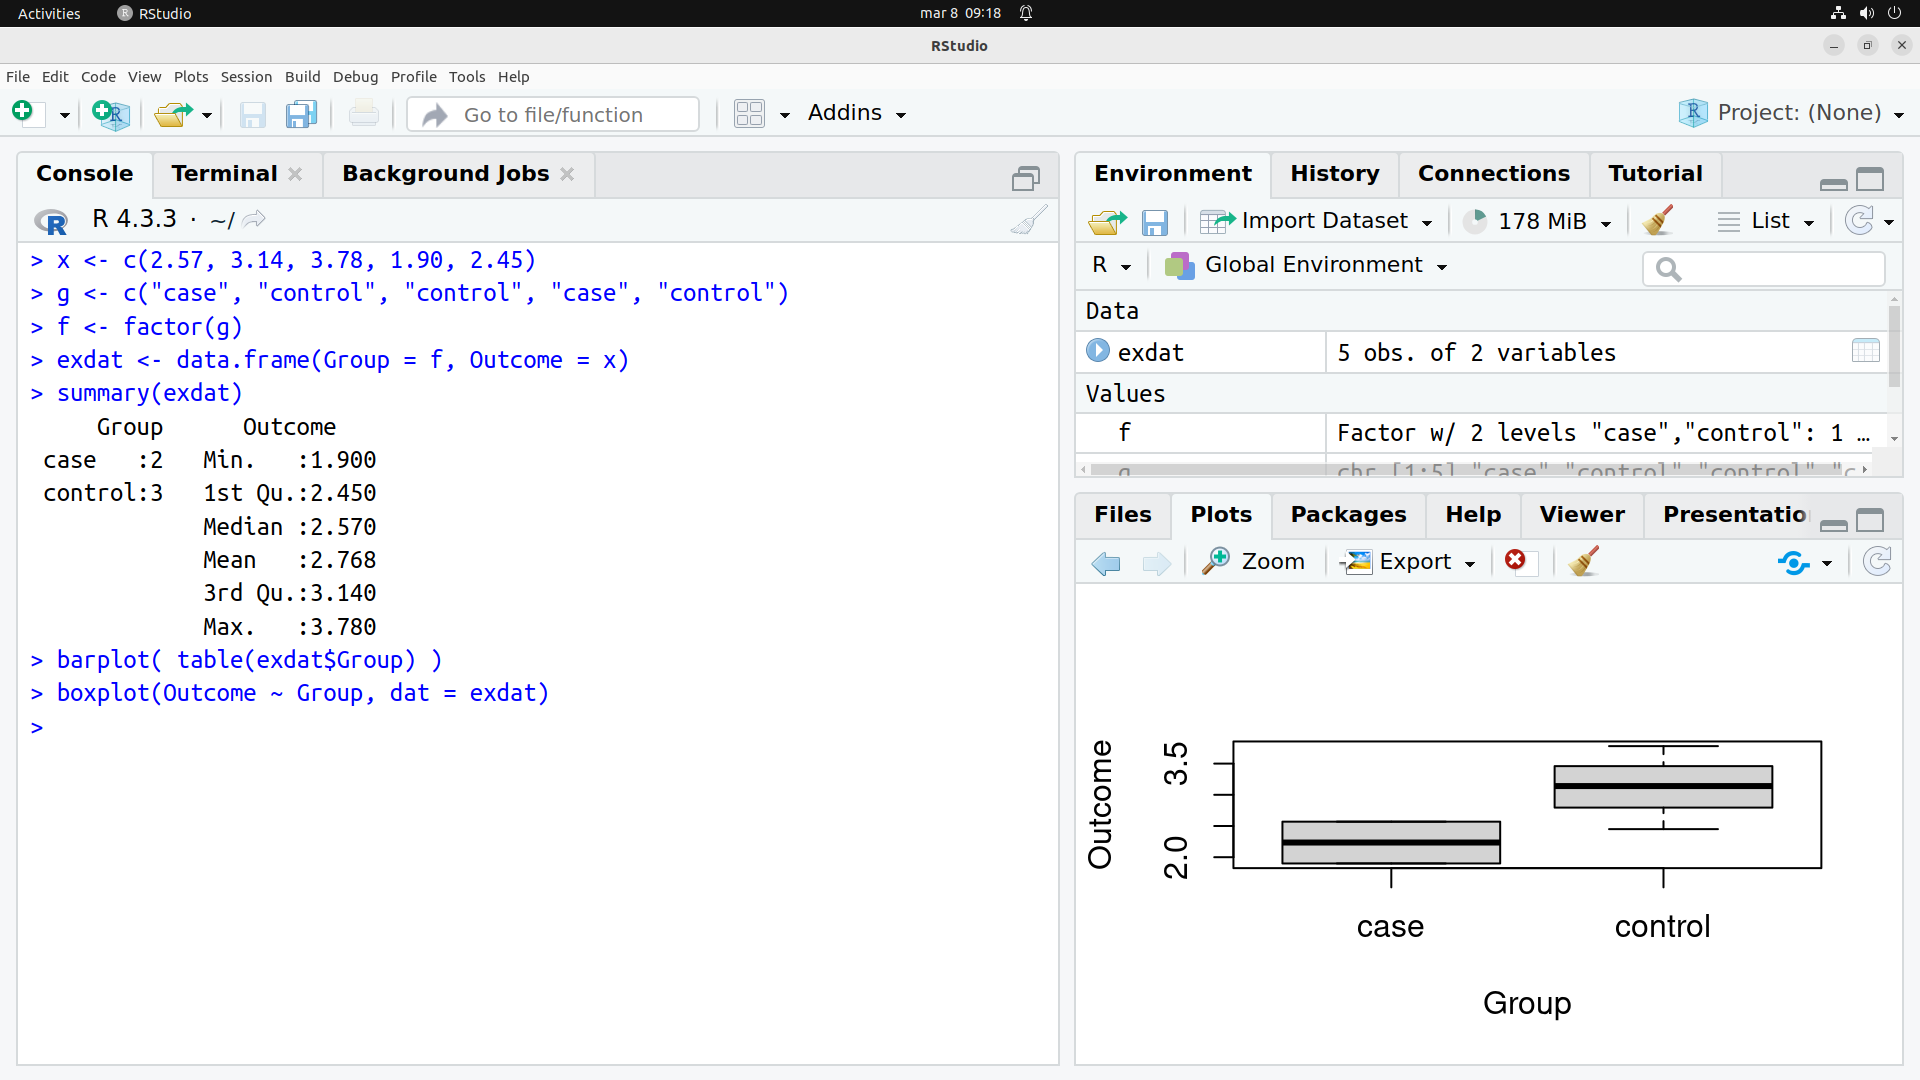 Activities RStudio mar 8 09:18
RStudio
File Edit Code View Plots Session Build Debug Profile Tools Help
Go to file/function Addins Project: (None)
Console Terminal Background Jobs
R 4.3.3 · ~/
> x <- c(2.57, 3.14, 3.78, 1.90, 2.45)
> g <- c("case", "control", "control", "case", "control")
> f <- factor(g)
> exdat <- data.frame(Group = f, Outcome = x)
> summary(exdat)
     Group      Outcome
 case   :2   Min.   :1.900
 control:3   1st Qu.:2.450
             Median :2.570
             Mean   :2.768
             3rd Qu.:3.140
             Max.   :3.780
> barplot( table(exdat$Group) )
> boxplot(Outcome ~ Group, dat = exdat)
>
Environment History Connections Tutorial
Import Dataset 178 MiB List
R Global Environment
Data
exdat 5 obs. of 2 variables
Values
f Factor w/ 2 levels "case","control": 1 …
g chr [1:5] "case" "control" "control" "c
Files Plots Packages Help Viewer Presentatio
Zoom Export
Outcome
3.5
2.0
case control
Group